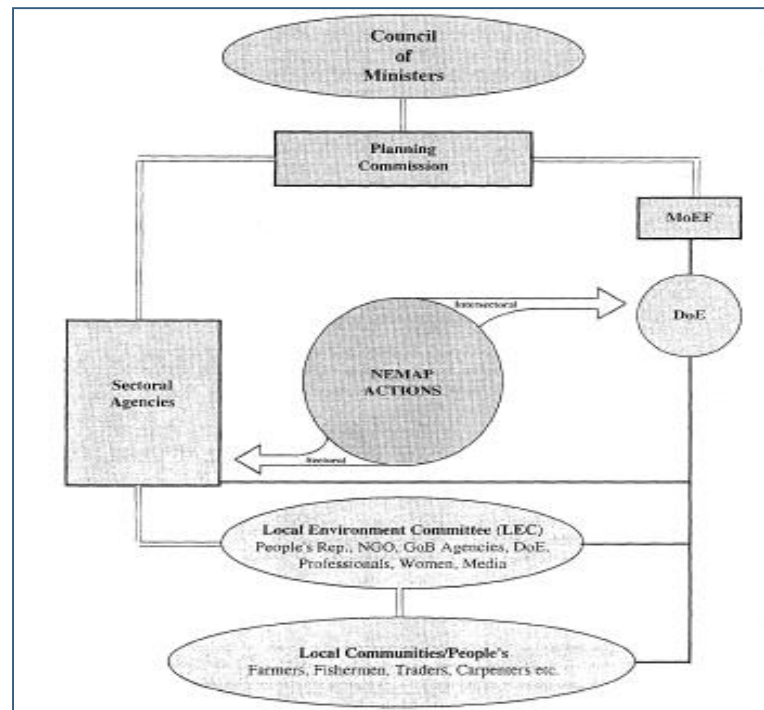 Council
of
Ministers
Planning
Commission
MoEF
Intersectoral
DoE
NEMAP
ACTIONS
Sectoral
Agencies
Sectoral
Local Environment Committee (LEC)
People's Rep., NGO, GoB Agencies, DoE,
Professionals, Women, Media
Local Communities/People's
Farmers, Fishermen, Traders, Carpenters etc.